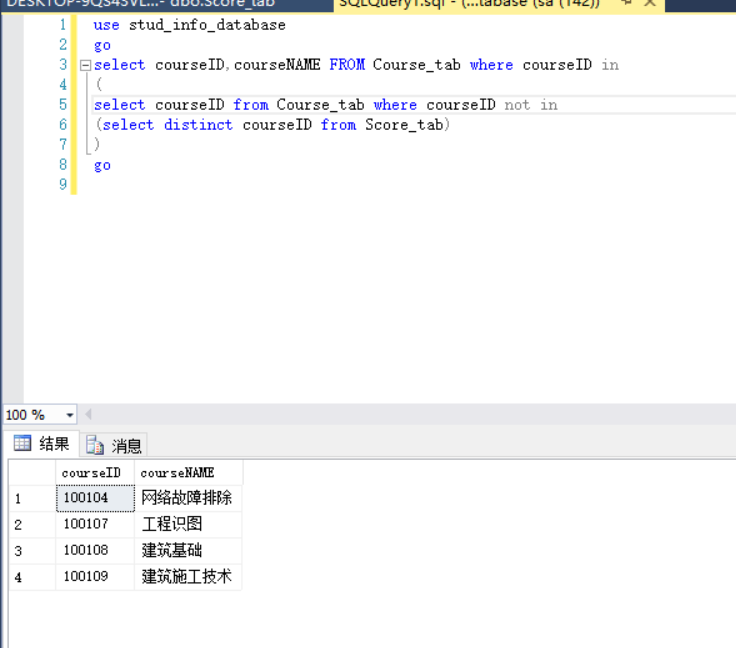 DESKTOP-9QS43VL...- dbo.Score_tab
SQLQuery1.sql - (...tabase (sa (142))
1 use stud_info_database
2 go
3 select courseID,courseNAME FROM Course_tab where courseID in
4 (
5 select courseID from Course_tab where courseID not in
6 (select distinct courseID from Score_tab)
7 )
8 go
9
100 %
结果 消息
courseID courseNAME
1 100104 网络故障排除
2 100107 工程识图
3 100108 建筑基础
4 100109 建筑施工技术